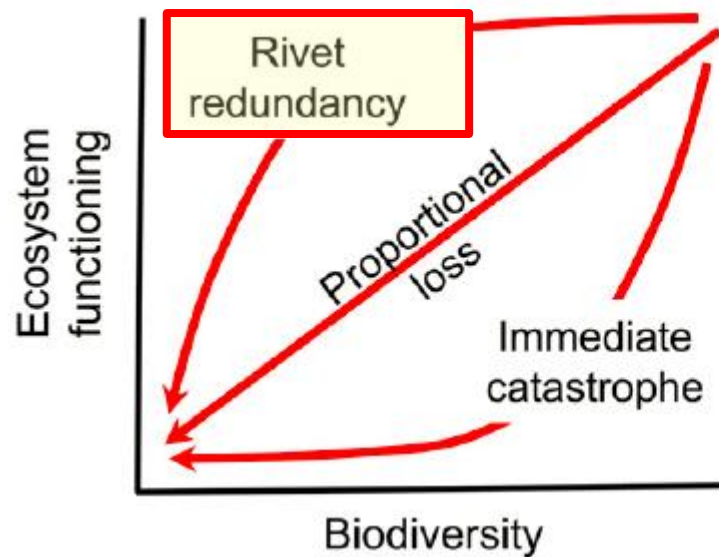 Rivet
redundancy
Ecosystem
functioning
Proportional
loss
Immediate
catastrophe
Biodiversity